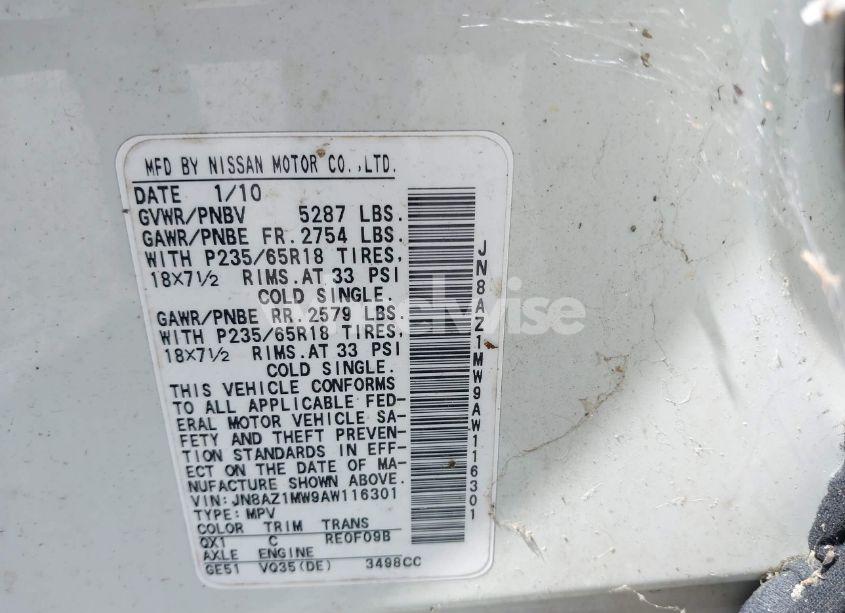 MFD BY NISSAN MOTOR CO.,LTD.
DATE 1/10
GVWR/PNBV 5287 LBS.
GAWR/PNBE FR. 2754 LBS.
WITH P235/65R18 TIRES.
18X7½ RIMS. AT 33 PSI
COLD SINGLE.
GAWR/PNBE RR. 2579 LBS.
WITH P235/65R18 TIRES.
18X7½ RIMS. AT 33 PSI
COLD SINGLE.
THIS VEHICLE CONFORMS
TO ALL APPLICABLE FED-
ERAL MOTOR VEHICLE SA-
FETY AND THEFT PREVEN-
TION STANDARDS IN EFF-
ECT ON THE DATE OF MA-
NUFACTURE SHOWN ABOVE.
VIN: JN8AZ1MW9AW116301
TYPE: MPV
COLOR TRIM TRANS
QX1 C RE0F09B
AXLE ENGINE
GE51 VQ35(DE) 3498CC
JN8AZ1MW9AW116301